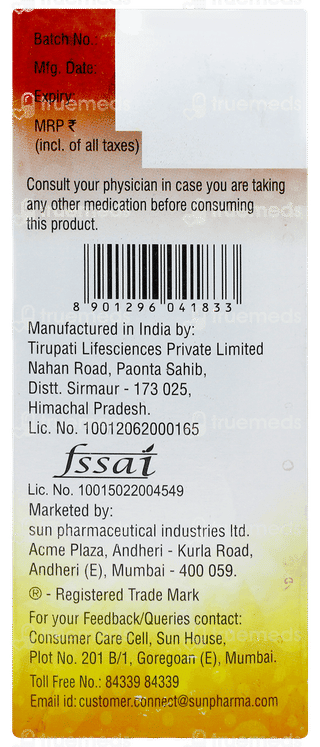 Batch No.
Mfg. Date.
Expiry:
MRP ₹
(incl. of all taxes)
Consult your physician in case you are taking
any other medication before consuming
this product.
8 901296 041833
Manufactured in India by:
Tirupati Lifesciences Private Limited
Nahan Road, Paonta Sahib,
Distt. Sirmaur - 173 025,
Himachal Pradesh.
Lic. No. 10012062000165
fssai
Lic. No. 10015022004549
Marketed by:
sun pharmaceutical industries ltd.
Acme Plaza, Andheri - Kurla Road,
Andheri (E), Mumbai - 400 059.
® - Registered Trade Mark
For your Feedback/Queries contact:
Consumer Care Cell, Sun House,
Plot No. 201 B/1, Goregoan (E), Mumbai.
Toll Free No.: 84339 84339
Email id: customer.connect@sunpharma.com
truemeds